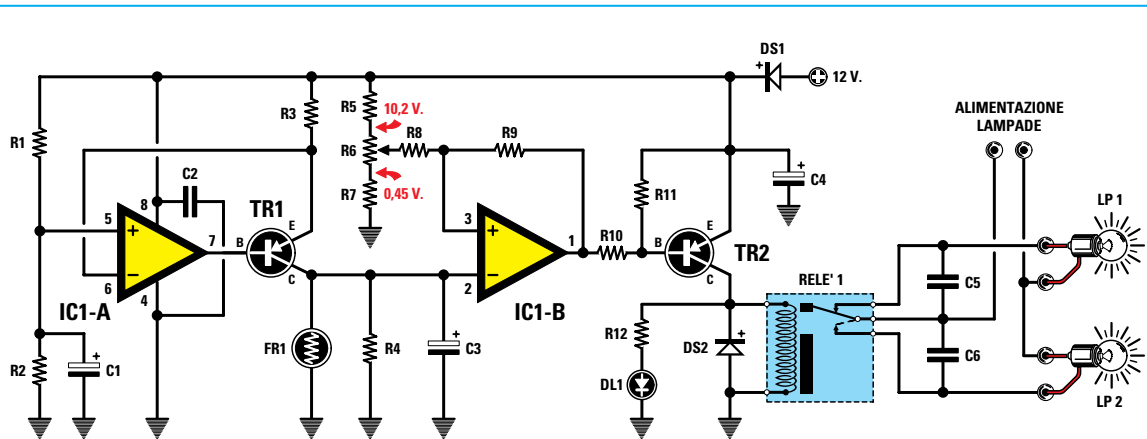 DS1
12 V.
R1
R3
R5
10,2 V.
R6
R8
R9
R7
0,45 V.
C2
8
5
+
7
−
6
4
IC1-A
TR1
B
E
C
3
+
1
−
2
IC1-B
R10
R11
B
E
C
TR2
+
C4
R2
+
C1
FR1
R4
+
C3
R12
DL1
DS2
+
RELE' 1
C5
C6
ALIMENTAZIONE
LAMPADE
LP 1
LP 2